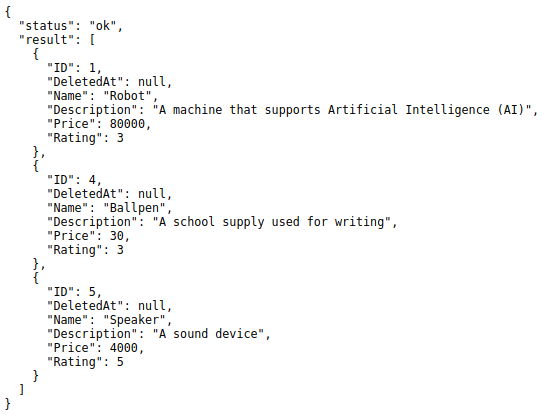 {
  "status": "ok",
  "result": [
    {
      "ID": 1,
      "DeletedAt": null,
      "Name": "Robot",
      "Description": "A machine that supports Artificial Intelligence (AI)",
      "Price": 80000,
      "Rating": 3
    },
    {
      "ID": 4,
      "DeletedAt": null,
      "Name": "Ballpen",
      "Description": "A school supply used for writing",
      "Price": 30,
      "Rating": 3
    },
    {
      "ID": 5,
      "DeletedAt": null,
      "Name": "Speaker",
      "Description": "A sound device",
      "Price": 4000,
      "Rating": 5
    }
  ]
}